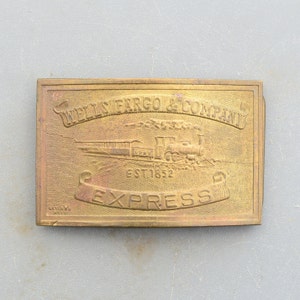 WELLS FARGO & COMPANY
EST. 1852
EXPRESS